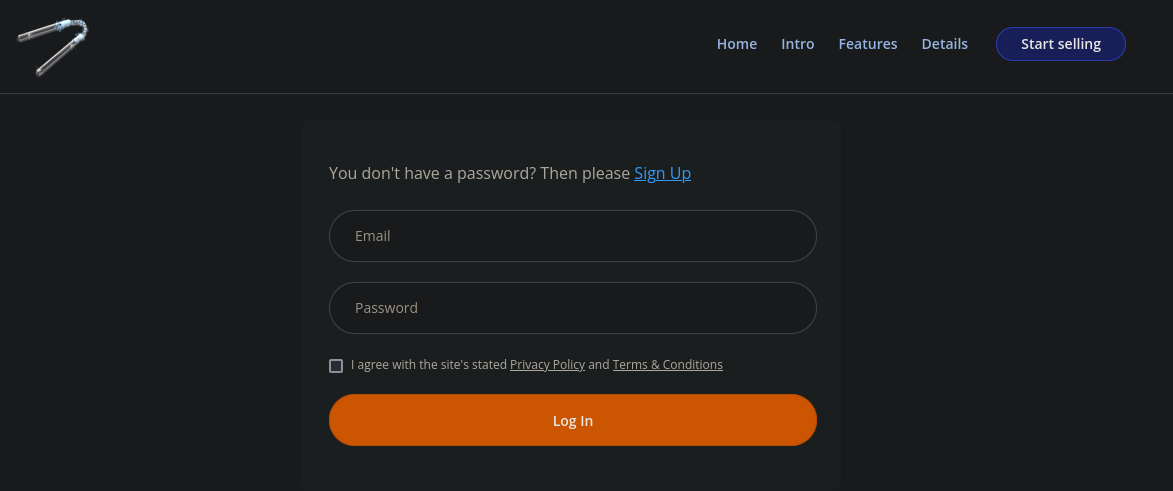 Home Intro Features Details Start selling
You don't have a password? Then please Sign Up
Email
Password
I agree with the site's stated Privacy Policy and Terms & Conditions
Log In